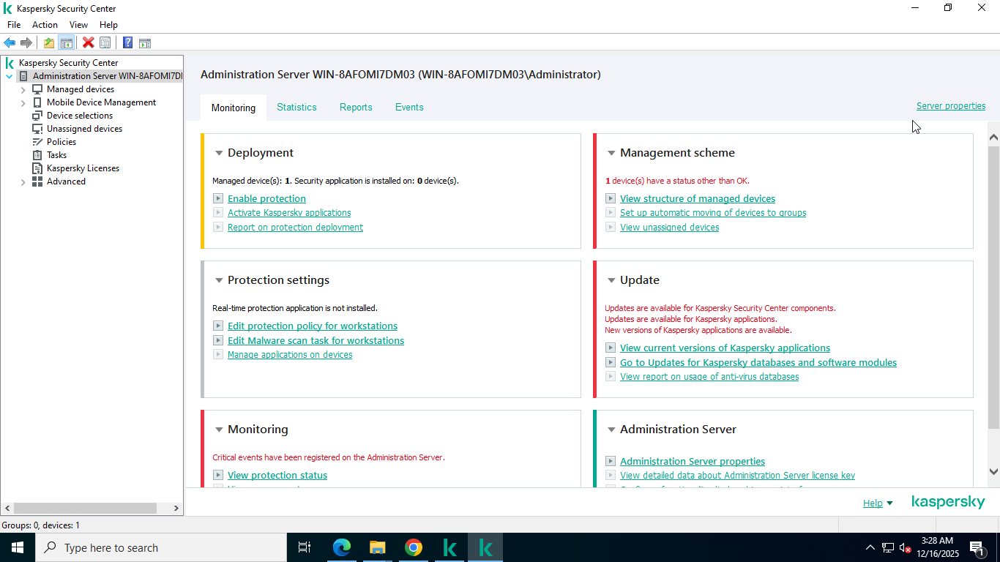 Kaspersky Security Center
File Action View Help
Kaspersky Security Center
Administration Server WIN-8AFOMI7DI
Managed devices
Mobile Device Management
Device selections
Unassigned devices
Policies
Tasks
Kaspersky Licenses
Advanced
Administration Server WIN-8AFOMI7DM03 (WIN-8AFOMI7DM03\Administrator)
Monitoring Statistics Reports Events
Server properties
Deployment
Managed device(s): 1. Security application is installed on: 0 device(s).
Enable protection
Activate Kaspersky applications
Report on protection deployment
Management scheme
1 device(s) have a status other than OK.
View structure of managed devices
Set up automatic moving of devices to groups
View unassigned devices
Protection settings
Real-time protection application is not installed.
Edit protection policy for workstations
Edit Malware scan task for workstations
Manage applications on devices
Update
Updates are available for Kaspersky Security Center components.
Updates are available for Kaspersky applications.
New versions of Kaspersky applications are available.
View current versions of Kaspersky applications
Go to Updates for Kaspersky databases and software modules
View report on usage of anti-virus databases
Monitoring
Critical events have been registered on the Administration Server.
View protection status
Administration Server
Administration Server properties
View detailed data about Administration Server license key
Help
kaspersky
Groups: 0, devices: 1
Type here to search
3:28 AM
12/16/2025
1